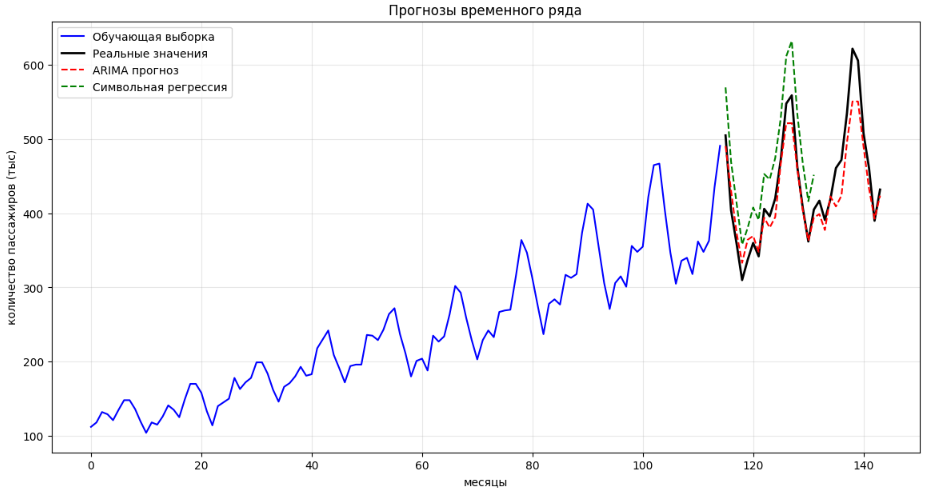 Прогнозы временного ряда
Обучающая выборка
Реальные значения
ARIMA прогноз
Символьная регрессия
количество пассажиров (тыс)
600
500
400
300
200
100
0
20
40
60
80
100
120
140
месяцы